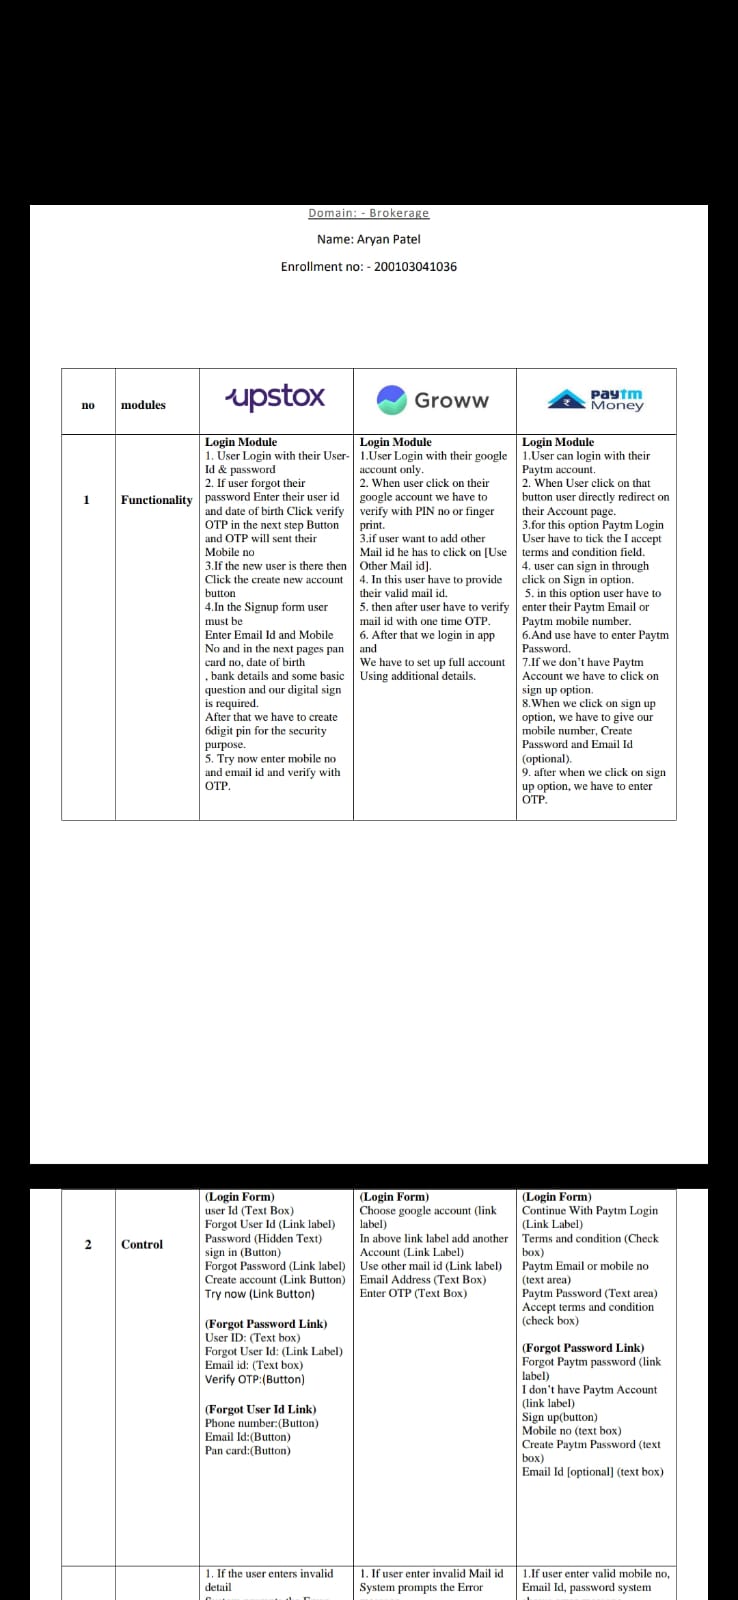 Domain: - Brokerage
Name: Aryan Patel
Enrollment no: - 200103041036
no
modules
upstox
Groww
paytm
Money
1
Functionality
Login Module
1. User Login with their User-
Id & password
2. If user forgot their
password Enter their user id
and date of birth Click verify
OTP in the next step Button
and OTP will sent their
Mobile no
3.If the new user is there then
Click the create new account
button
4.In the Signup form user
must be
Enter Email Id and Mobile
No and in the next pages pan
card no, date of birth
, bank details and some basic
question and our digital sign
is required.
After that we have to create
6digit pin for the security
purpose.
5. Try now enter mobile no
and email id and verify with
OTP.
Login Module
1.User Login with their google
account only.
2. When user click on their
google account we have to
verify with PIN no or finger
print.
3.if user want to add other
Mail id he has to click on [Use
Other Mail id].
4. In this user have to provide
their valid mail id.
5. then after user have to verify
mail id with one time OTP.
6. After that we login in app
and
We have to set up full account
Using additional details.
Login Module
1.User can login with their
Paytm account.
2. When User click on that
button user directly redirect on
their Account page.
3.for this option Paytm Login
User have to tick the I accept
terms and condition field.
4. user can sign in through
click on Sign in option.
5. in this option user have to
enter their Paytm Email or
Paytm mobile number.
6.And use have to enter Paytm
Password.
7.If we don't have Paytm
Account we have to click on
sign up option.
8.When we click on sign up
option, we have to give our
mobile number, Create
Password and Email Id
(optional).
9. after when we click on sign
up option, we have to enter
OTP.
2
Control
(Login Form)
user Id (Text Box)
Forgot User Id (Link label)
Password (Hidden Text)
sign in (Button)
Forgot Password (Link label)
Create account (Link Button)
Try now (Link Button)
(Forgot Password Link)
User ID: (Text box)
Forgot User Id: (Link Label)
Email id: (Text box)
Verify OTP:(Button)
(Forgot User Id Link)
Phone number:(Button)
Email Id:(Button)
Pan card:(Button)
(Login Form)
Choose google account (link
label)
In above link label add another
Account (Link Label)
Use other mail id (Link label)
Email Address (Text Box)
Enter OTP (Text Box)
(Login Form)
Continue With Paytm Login
(Link Label)
Terms and condition (Check
box)
Paytm Email or mobile no
(text area)
Paytm Password (Text area)
Accept terms and condition
(check box)
(Forgot Password Link)
Forgot Paytm password (link
label)
I don't have Paytm Account
(link label)
Sign up(button)
Mobile no (text box)
Create Paytm Password (text
box)
Email Id [optional] (text box)
1. If the user enters invalid
detail
1. If user enter invalid Mail id
System prompts the Error
1.If user enter valid mobile no,
Email Id, password system